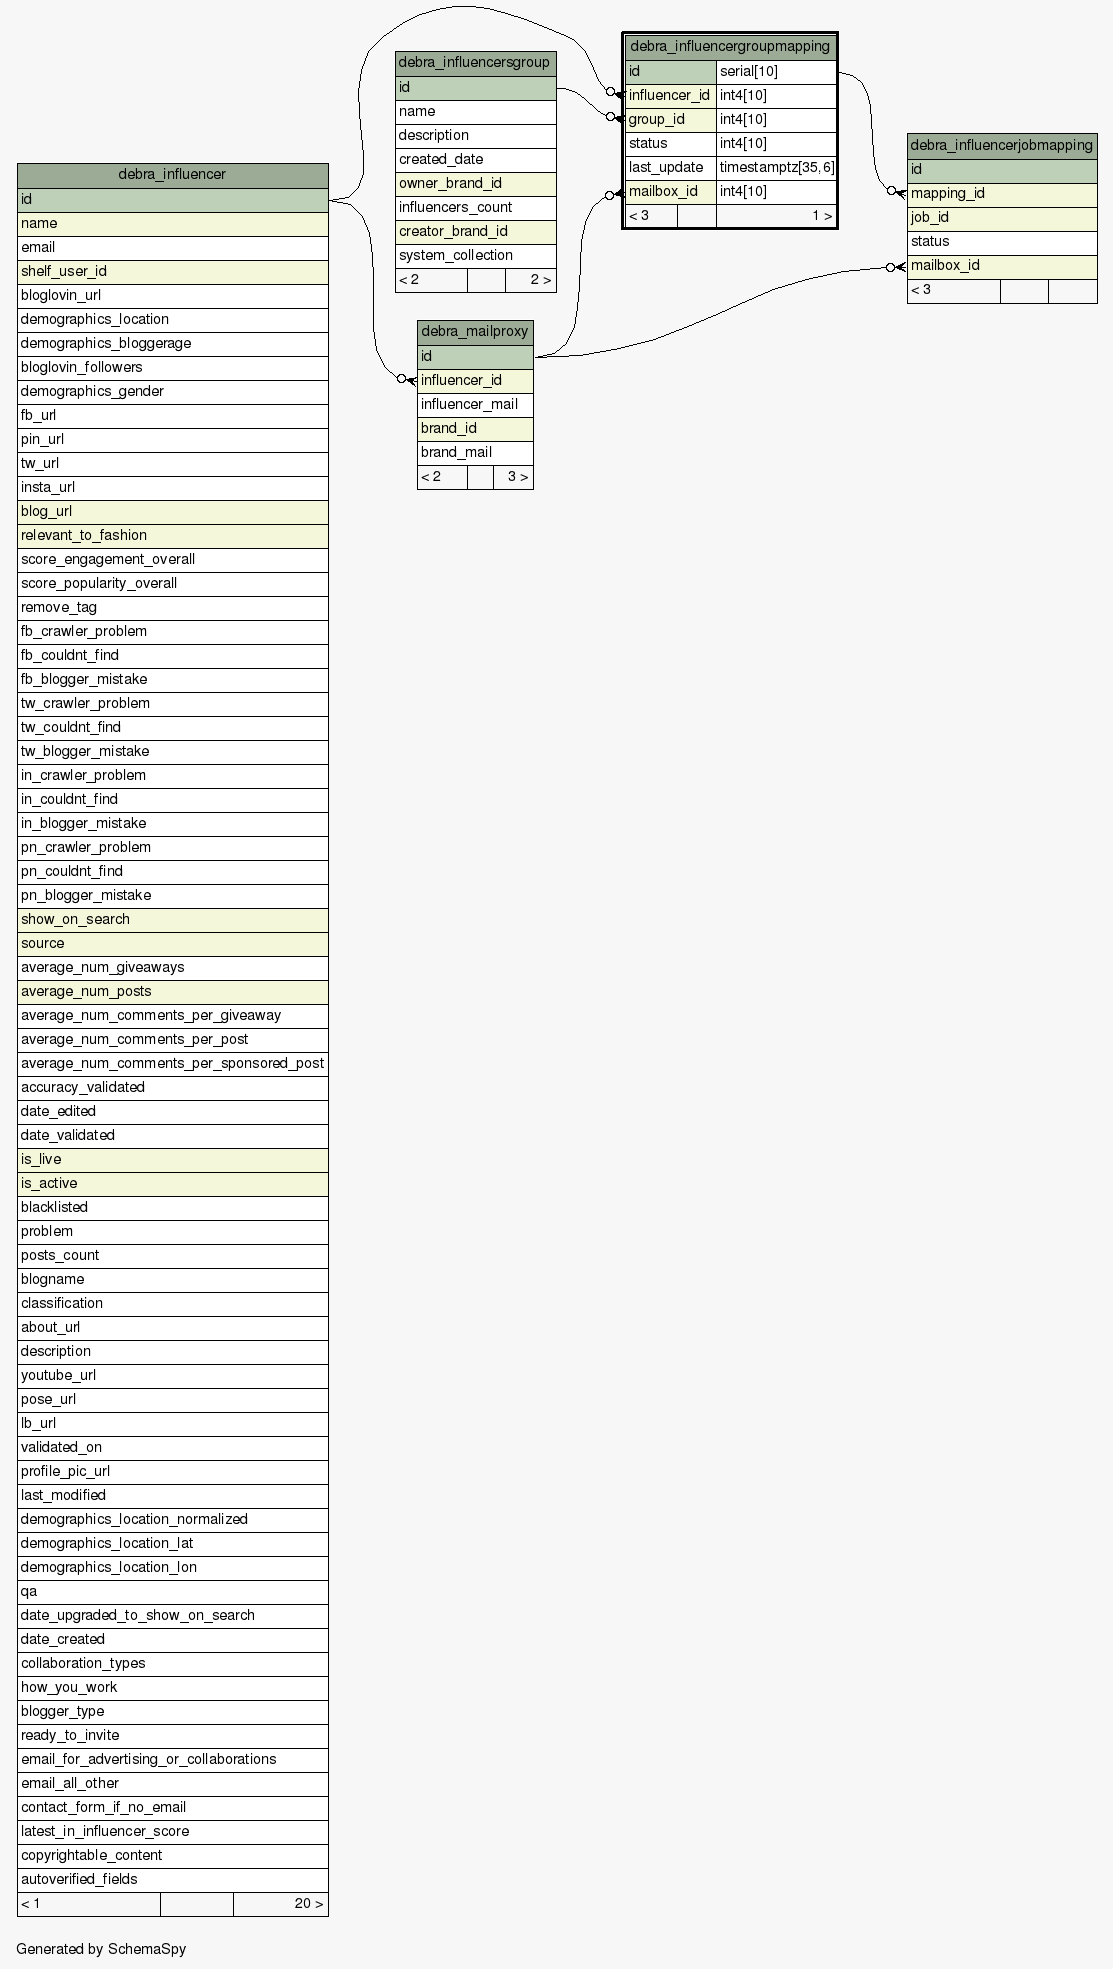 debra_influencer
id
name
email
shelf_user_id
bloglovin_url
demographics_location
demographics_bloggerage
bloglovin_followers
demographics_gender
fb_url
pin_url
tw_url
insta_url
blog_url
relevant_to_fashion
score_engagement_overall
score_popularity_overall
remove_tag
fb_crawler_problem
fb_couldnt_find
fb_blogger_mistake
tw_crawler_problem
tw_couldnt_find
tw_blogger_mistake
in_crawler_problem
in_couldnt_find
in_blogger_mistake
pn_crawler_problem
pn_couldnt_find
pn_blogger_mistake
show_on_search
source
average_num_giveaways
average_num_posts
average_num_comments_per_giveaway
average_num_comments_per_post
average_num_comments_per_sponsored_post
accuracy_validated
date_edited
date_validated
is_live
is_active
blacklisted
problem
posts_count
blogname
classification
about_url
description
youtube_url
pose_url
lb_url
validated_on
profile_pic_url
last_modified
demographics_location_normalized
demographics_location_lat
demographics_location_lon
qa
date_upgraded_to_show_on_search
date_created
collaboration_types
how_you_work
blogger_type
ready_to_invite
email_for_advertising_or_collaborations
email_all_other
contact_form_if_no_email
latest_in_influencer_score
copyrightable_content
autoverified_fields
< 1 20 >
debra_influencersgroup
id
name
description
created_date
owner_brand_id
influencers_count
creator_brand_id
system_collection
< 2 2 >
debra_mailproxy
id
influencer_id
influencer_mail
brand_id
brand_mail
< 2 3 >
debra_influencergroupmapping
id serial[10]
influencer_id int4[10]
group_id int4[10]
status int4[10]
last_update timestamptz[35,6]
mailbox_id int4[10]
< 3 1 >
debra_influencerjobmapping
id
mapping_id
job_id
status
mailbox_id
< 3
Generated by SchemaSpy